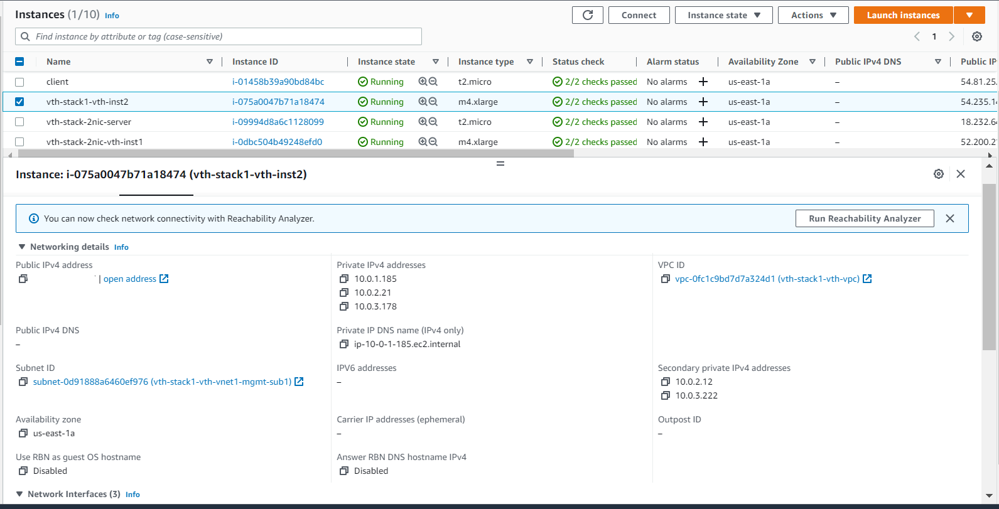 Instances (1/10) Info
Connect Instance state Actions Launch instances
Find instance by attribute or tag (case-sensitive)
1
Name Instance ID Instance state Instance type Status check Alarm status Availability Zone Public IPv4 DNS Public IP
client i-01458b39a90bd84bc Running t2.micro 2/2 checks passed No alarms + us-east-1a – 54.81.25.
vth-stack1-vth-inst2 i-075a0047b71a18474 Running m4.xlarge 2/2 checks passed No alarms + us-east-1a – 54.235.14
vth-stack-2nic-server i-09994d8a6c1128099 Running t2.micro 2/2 checks passed No alarms + us-east-1a – 18.232.64
vth-stack-2nic-vth-inst1 i-0dbc504b49248efd0 Running m4.xlarge 2/2 checks passed No alarms + us-east-1a – 52.200.21
Instance: i-075a0047b71a18474 (vth-stack1-vth-inst2)
You can now check network connectivity with Reachability Analyzer. Run Reachability Analyzer
Networking details Info
Public IPv4 address
| open address
Private IPv4 addresses
10.0.1.185
10.0.2.21
10.0.3.178
VPC ID
vpc-0fc1c9bd7d7a324d1 (vth-stack1-vth-vpc)
Public IPv4 DNS
–
Private IP DNS name (IPv4 only)
ip-10-0-1-185.ec2.internal
Subnet ID
subnet-0d91888a6460ef976 (vth-stack1-vth-vnet1-mgmt-sub1)
IPV6 addresses
–
Secondary private IPv4 addresses
10.0.2.12
10.0.3.222
Availability zone
us-east-1a
Carrier IP addresses (ephemeral)
–
Outpost ID
–
Use RBN as guest OS hostname
Disabled
Answer RBN DNS hostname IPv4
Disabled
Network Interfaces (3) Info